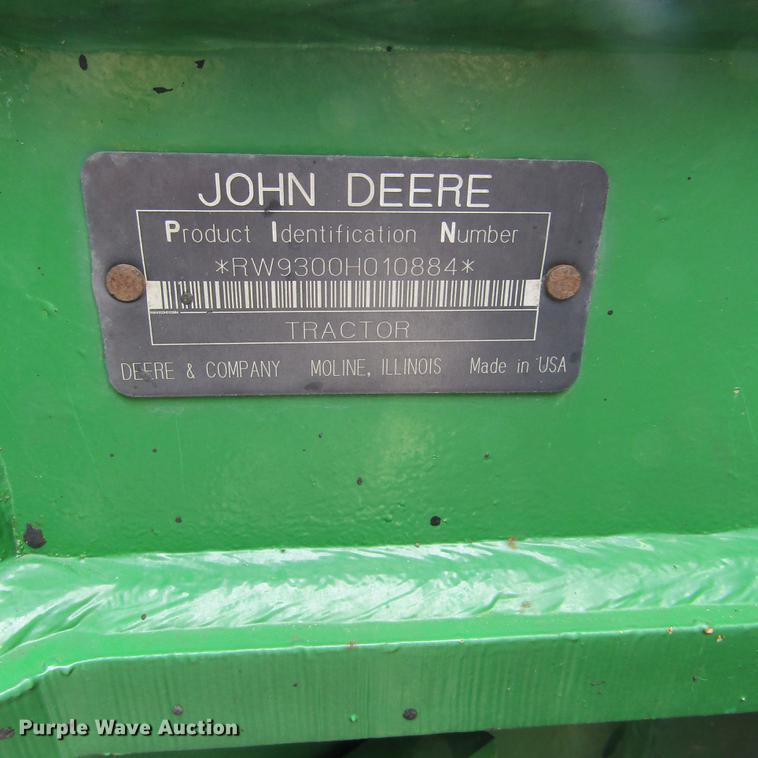 JOHN DEERE
Product Identification Number
*RW9300H010884*
TRACTOR
DEERE & COMPANY MOLINE, ILLINOIS Made in USA
Purple Wave Auction